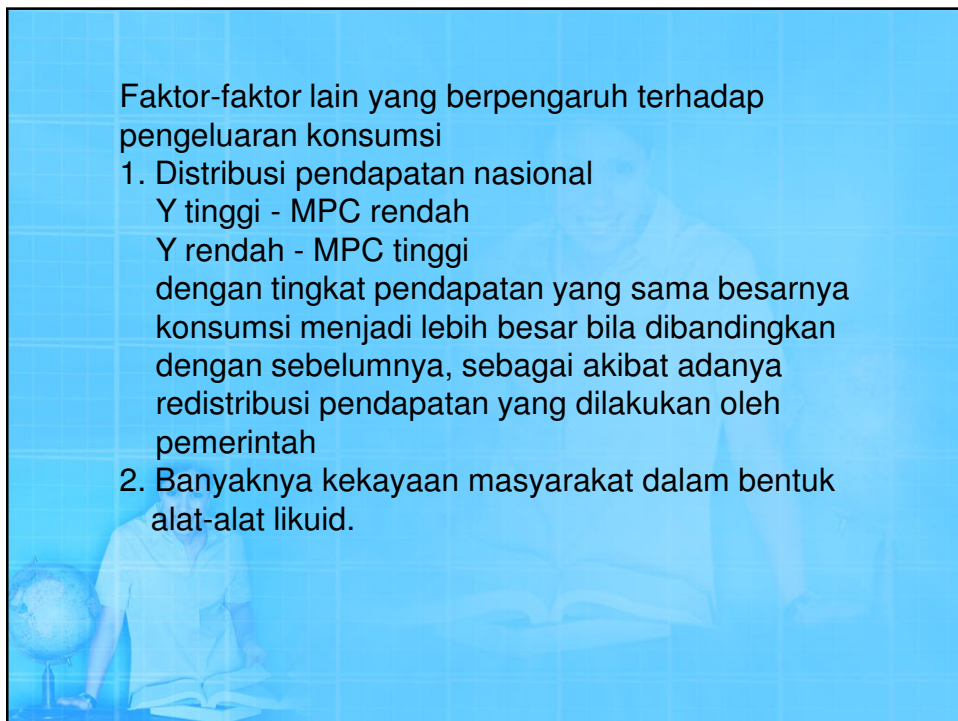 Faktor-faktor lain yang berpengaruh terhadap
pengeluaran konsumsi
1. Distribusi pendapatan nasional
Y tinggi - MPC rendah
Y rendah - MPC tinggi
dengan tingkat pendapatan yang sama besarnya
konsumsi menjadi lebih besar bila dibandingkan
dengan sebelumnya, sebagai akibat adanya
redistribusi pendapatan yang dilakukan oleh
pemerintah
2. Banyaknya kekayaan masyarakat dalam bentuk
alat-alat likuid.